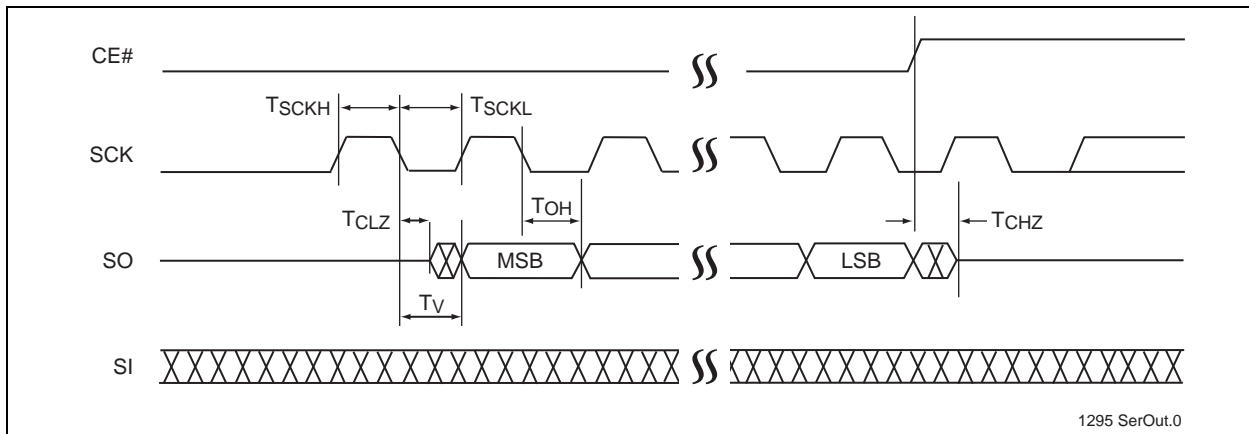 CE#
TSCKH
TSCKL
SCK
TOH
TCLZ
TCHZ
SO
MSB
LSB
TV
SI
1295 SerOut.0